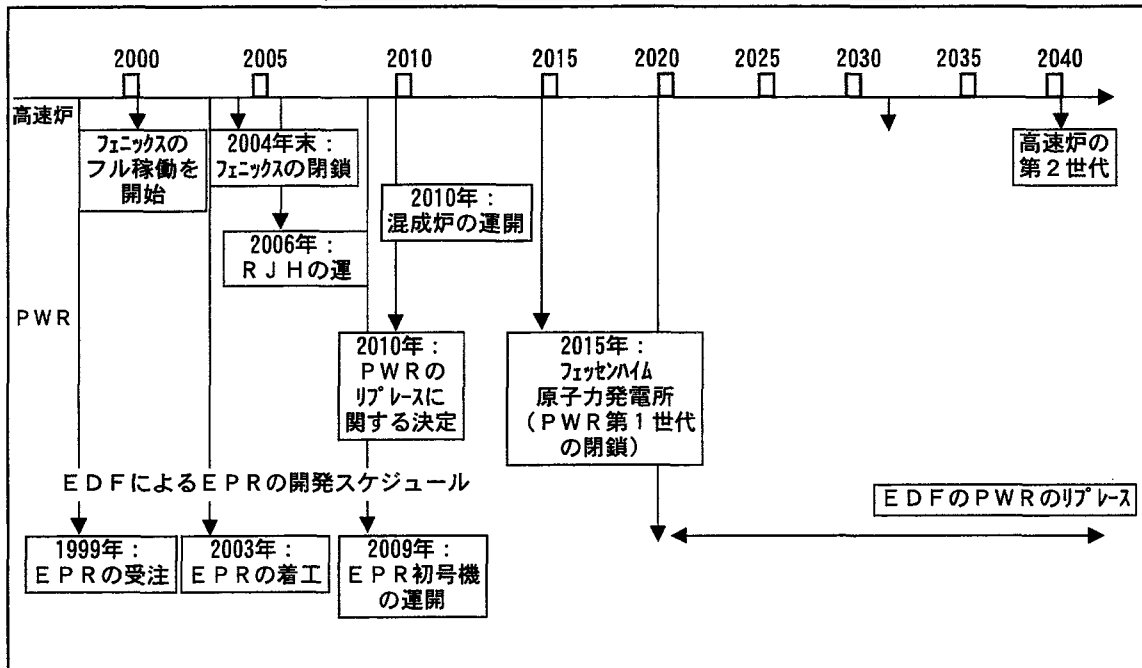 2000 2005 2010 2015 2020 2025 2030 2035 2040
高速炉
フェニックスの
フル稼働を
開始
2004年末:
フェニックスの閉鎖
2006年:
RJHの運
2010年:
混成炉の運開
高速炉の
第2世代
PWR
2010年:
PWRの
リプレースに
関する決定
2015年:
フェッセンハイム
原子力発電所
(PWR第1世代
の閉鎖)
EDFによるEPRの開発スケジュール
EDFのPWRのリプレース
1999年:
EPRの受注
2003年:
EPRの着工
2009年:
EPR初号機
の運開